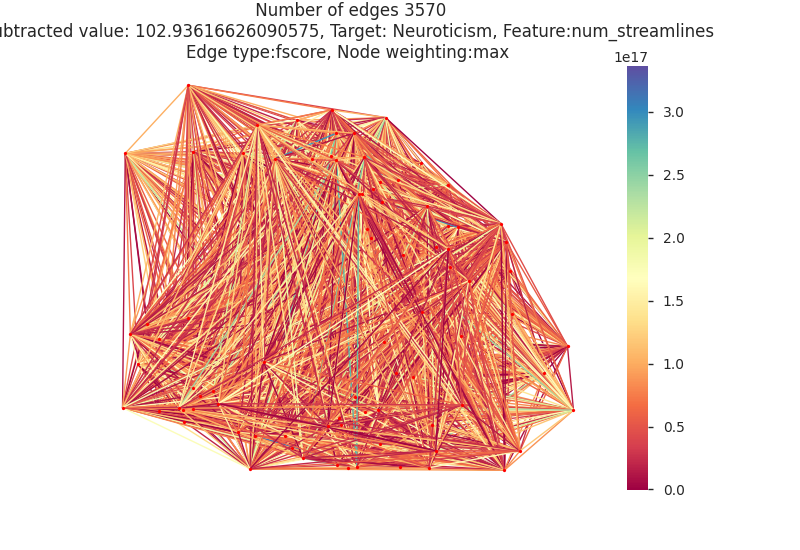 Number of edges 3570
ubtracted value: 102.93616626090575, Target: Neuroticism, Feature:num_streamlines
Edge type:fscore, Node weighting:max
1e17
3.0
2.5
2.0
1.5
1.0
0.5
0.0